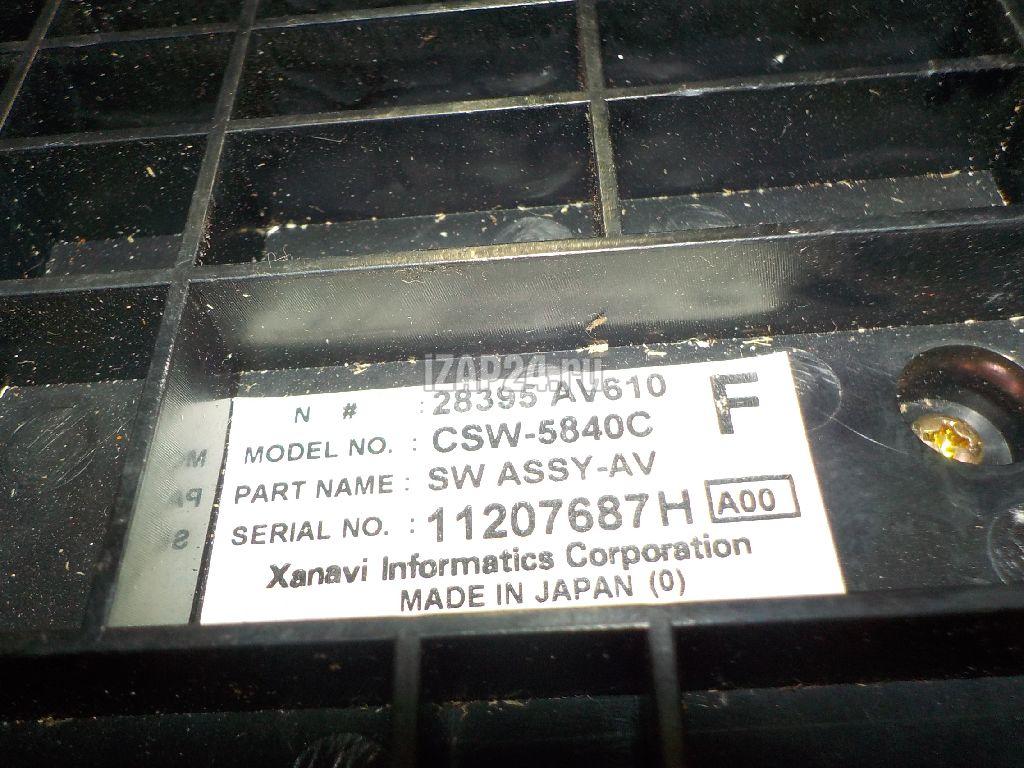 IZAP24.ru
N # : 28395 AV610
F
MODEL NO. : CSW-5840C
PART NAME : SW ASSY-AV
SERIAL NO. : 11207687H A00
Xanavi Informatics Corporation
MADE IN JAPAN (0)